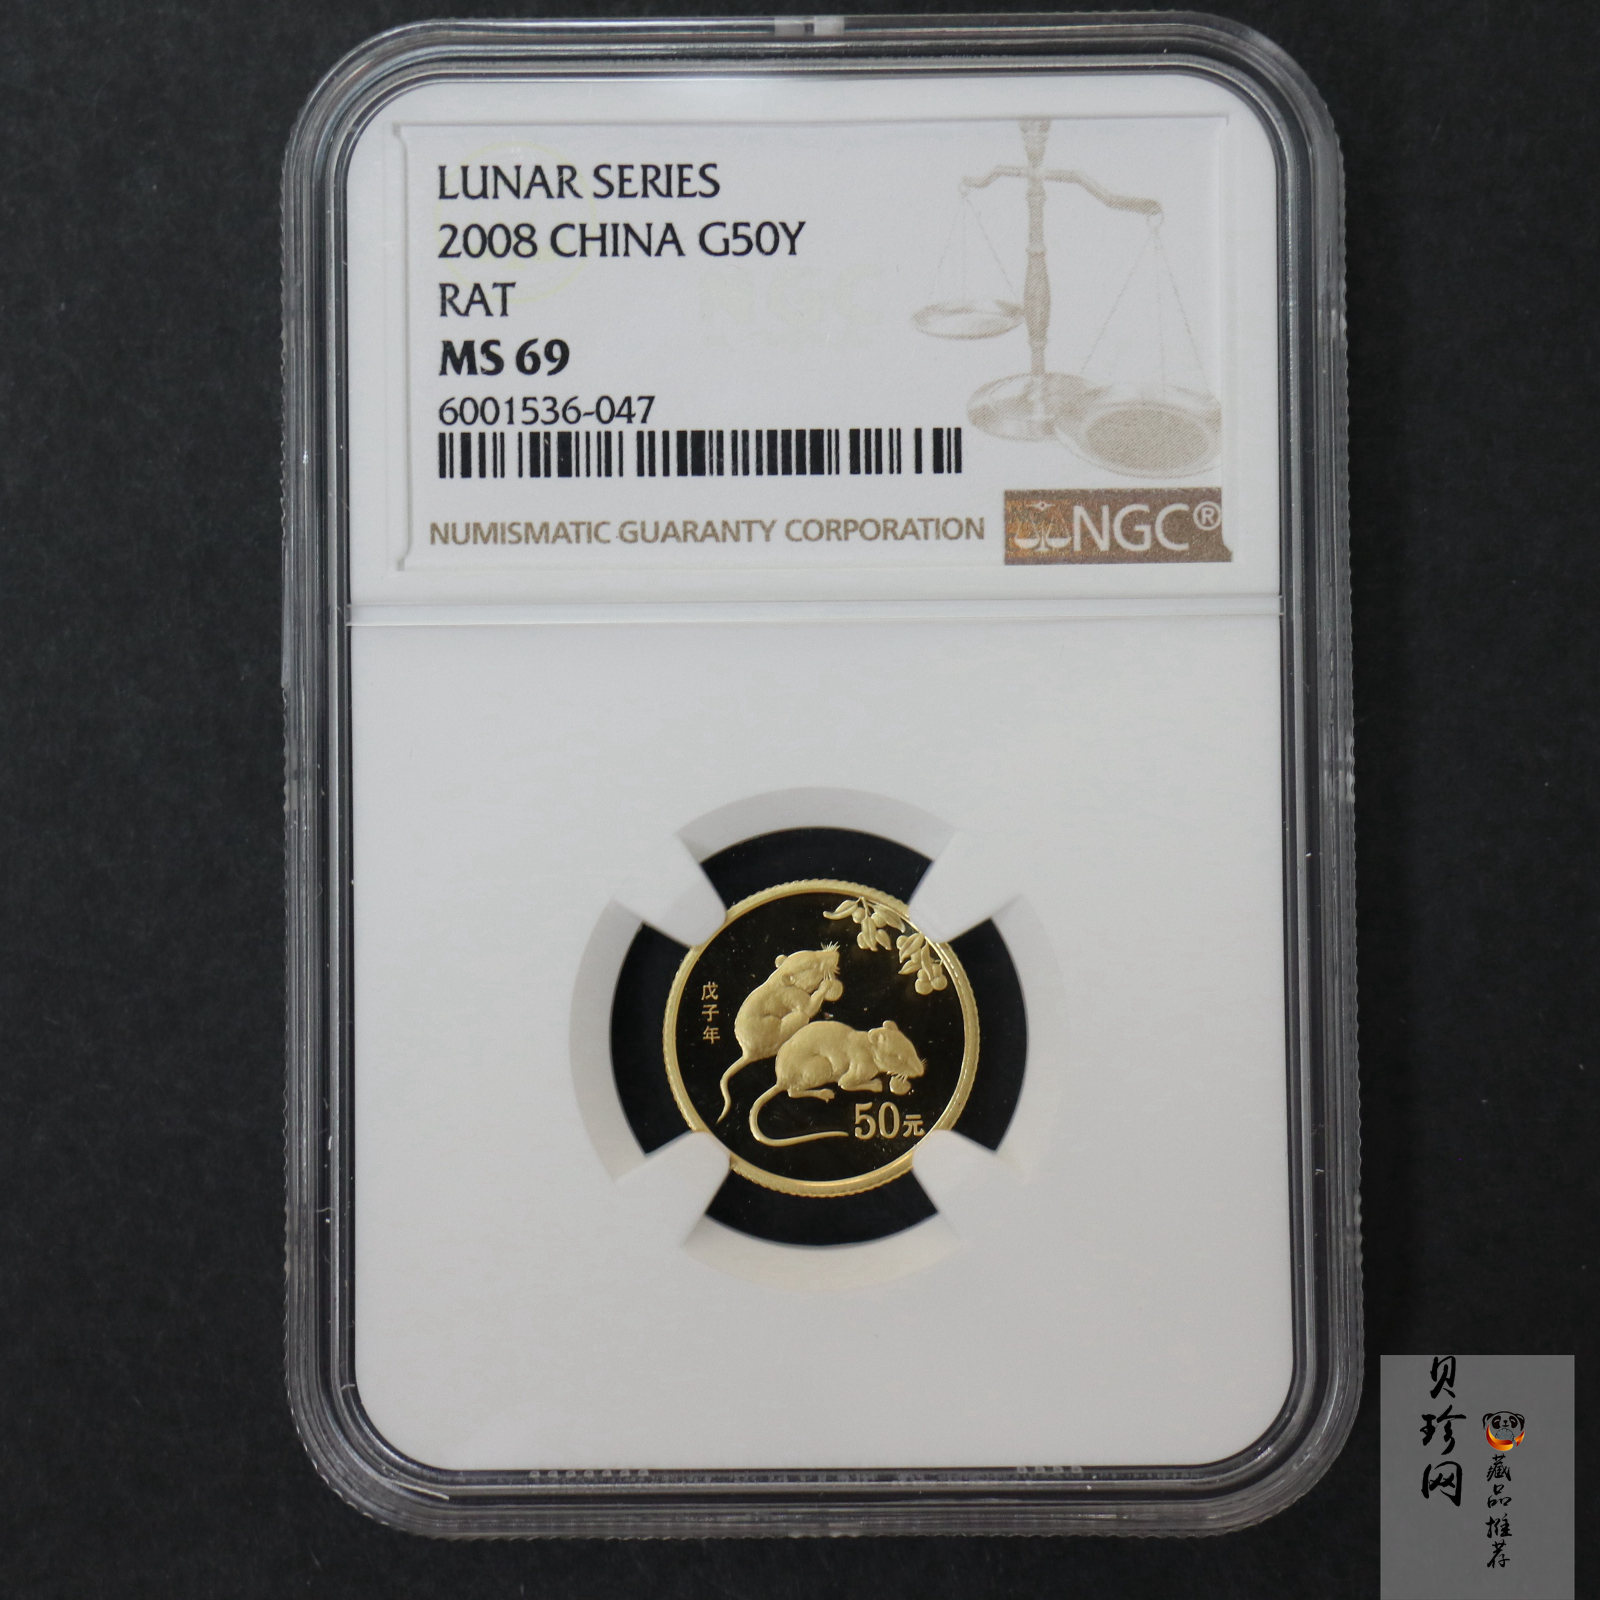 LUNAR SERIES
2008 CHINA G50Y
RAT
MS 69
6001536-047
NUMISMATIC GUARANTY CORPORATION
NGC®
戊子年
50元
贝珍网
藏品推荐